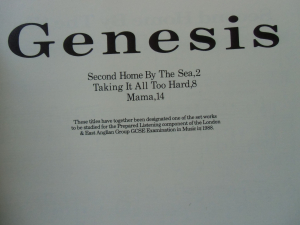 Genesis
Second Home By The Sea,2
Taking It All Too Hard,8
Mama,14
These titles have together been designated one of the set works
to be studied for the Prepared Listening component of the London
& East Anglian Group GCSE Examination in Music in 1988.